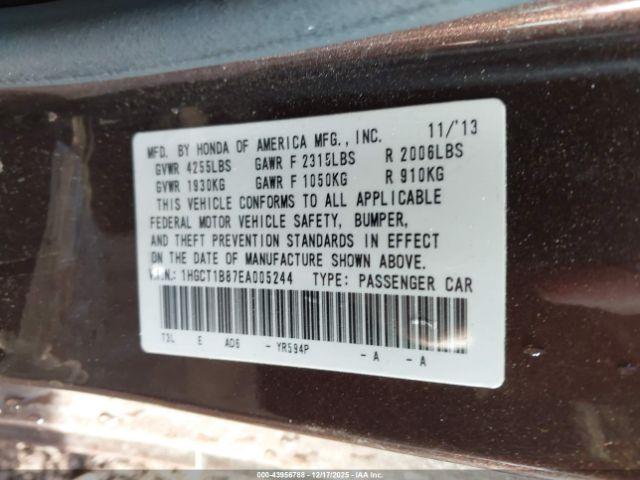 MFD. BY HONDA OF AMERICA MFG., INC. 11/'13
GVWR 4255LBS GAWR F 2315LBS R 2006LBS
GVWR 1930KG GAWR F 1050KG R 910KG
THIS VEHICLE CONFORMS TO ALL APPLICABLE
FEDERAL MOTOR VEHICLE SAFETY, BUMPER,
AND THEFT PREVENTION STANDARDS IN EFFECT
ON THE DATE OF MANUFACTURE SHOWN ABOVE.
V.I.N.: 1HGCT1B87EA005244 TYPE: PASSENGER CAR
T3L E AD6 - YR594P - A - A
000-43956788 | 12/17/2025 | IAAI.COM